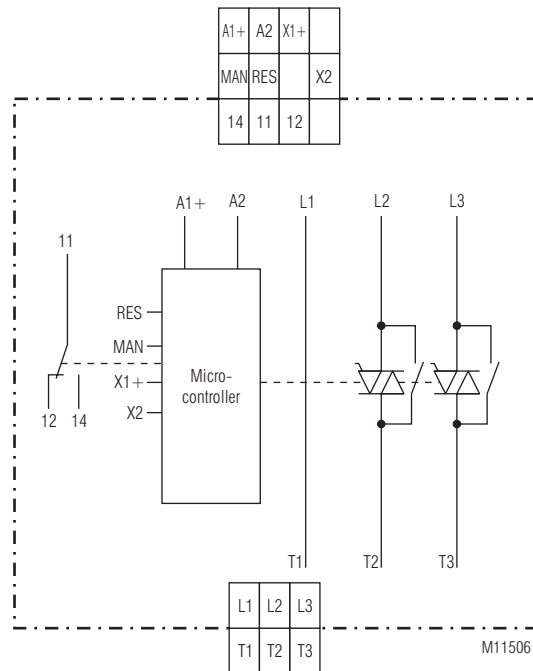 A1+ A2 X1+
MAN RES X2
14 11 12
A1+ A2 L1 L2 L3
11
RES
MAN
X1+
X2
Micro-
controller
12 14
T1 T2 T3
L1 L2 L3
T1 T2 T3
M11506